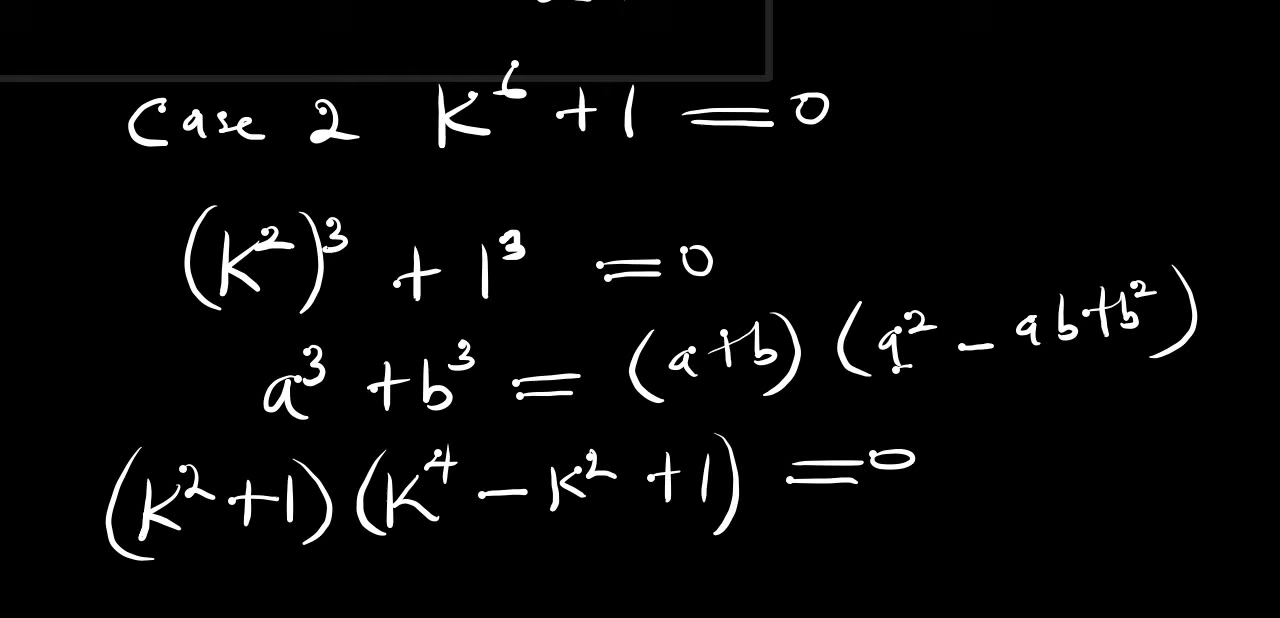 Case 2 K⁶ + 1 = 0
(K²)³ + 1³ = 0
a³ + b³ = (a+b) (a² - ab+b²)
(K²+1) (K⁴ - K² + 1) = 0